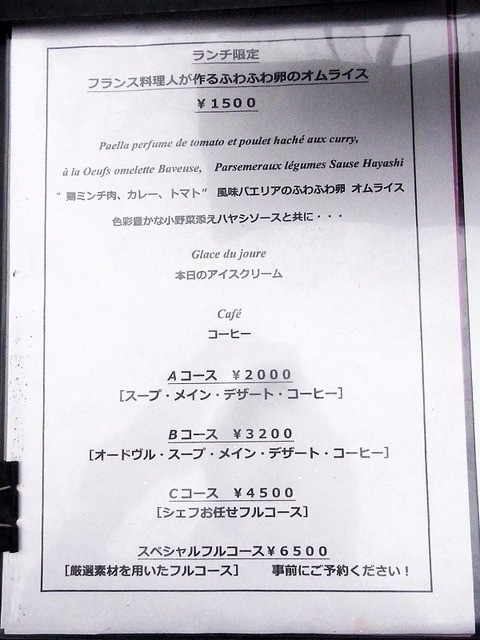 ランチ限定
フランス料理人が作るふわふわ卵のオムライス
￥1500
Paella perfume de tomato et poulet haché aux curry,
à la Oeufs omelette Baveuse, Parsemeraux légumes Sause Hayashi
“鶏ミンチ肉、カレー、トマト” 風味パエリアのふわふわ卵 オムライス
色彩豊かな小野菜添えハヤシソースと共に・・・
Glace du joure
本日のアイスクリーム
Café
コーヒー
Aコース ￥2000
［スープ・メイン・デザート・コーヒー］
Bコース ￥3200
［オードヴル・スープ・メイン・デザート・コーヒー］
Cコース ￥4500
［シェフお任せフルコース］
スペシャルフルコース￥6500
［厳選素材を用いたフルコース］ 事前にご予約ください！